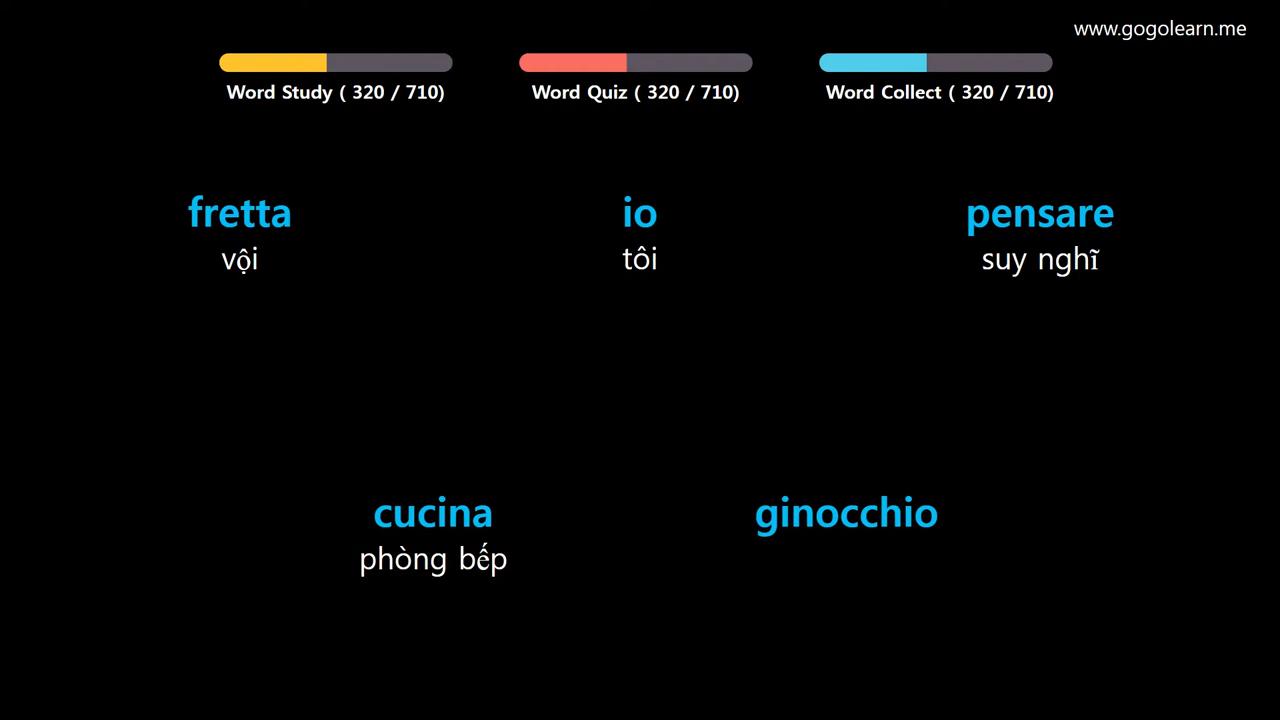 www.gogolearn.me
Word Study ( 320 / 710)
Word Quiz ( 320 / 710)
Word Collect ( 320 / 710)
fretta
vội
io
tôi
pensare
suy nghĩ
cucina
phòng bếp
ginocchio